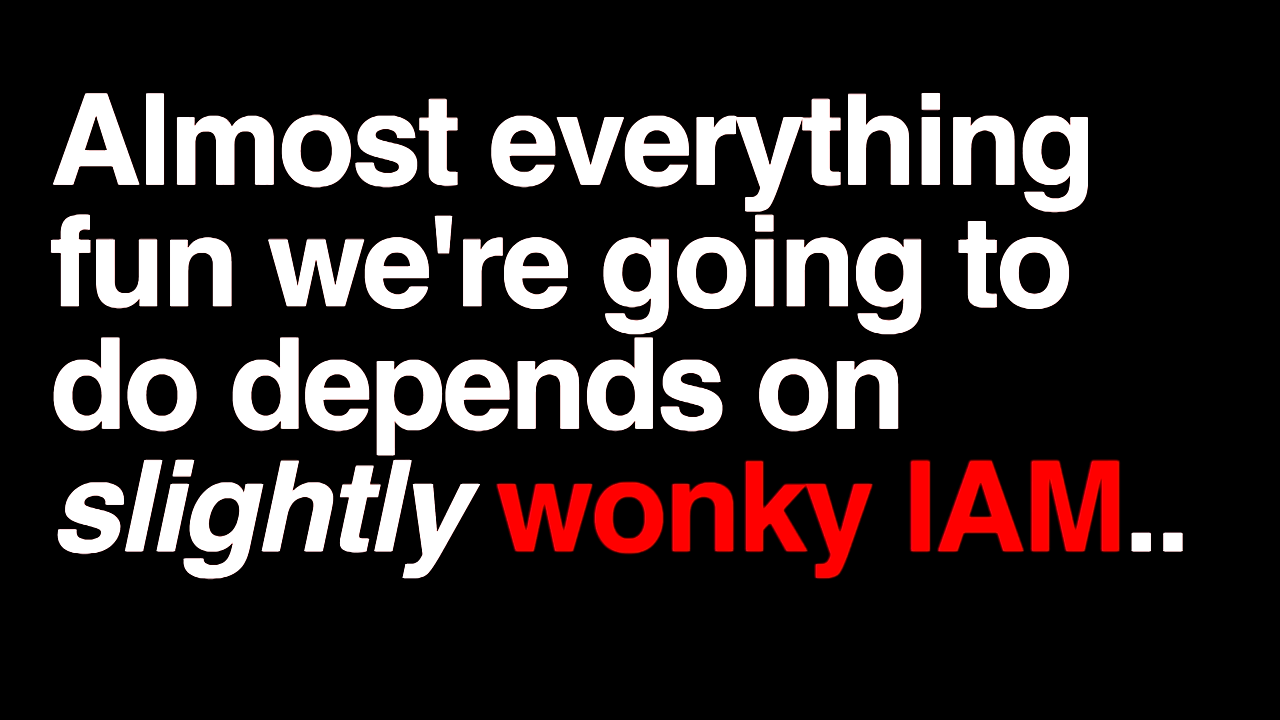 Almost everything
fun we're going to
do depends on
slightly wonky IAM..